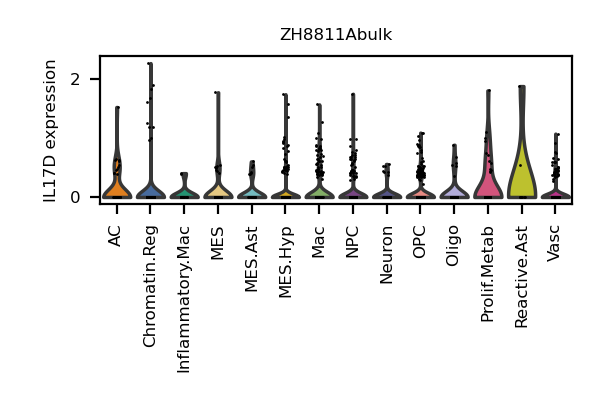 ZH8811Abulk
IL17D expression
2
0
AC
Chromatin.Reg
Inflammatory.Mac
MES
MES.Ast
MES.Hyp
Mac
NPC
Neuron
OPC
Oligo
Prolif.Metab
Reactive.Ast
Vasc